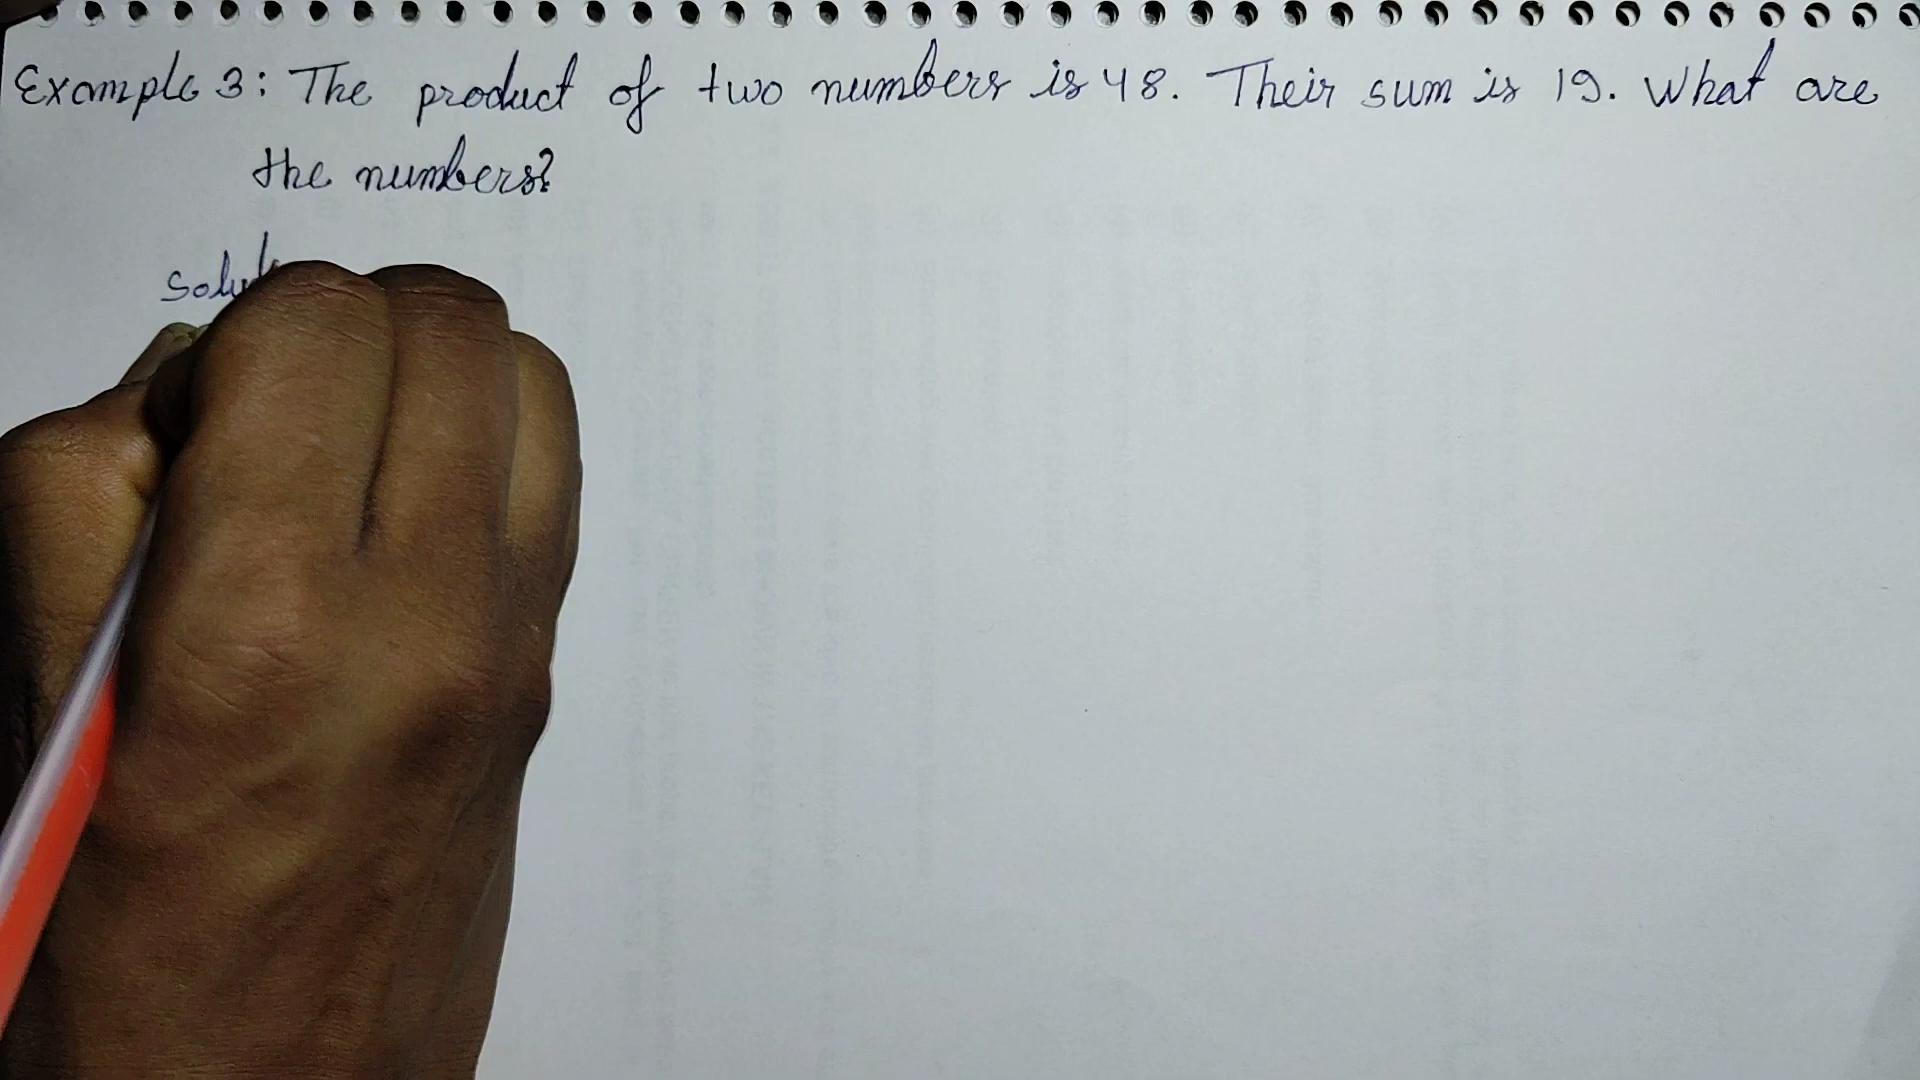 Example 3: The product of two numbers is 48. Their sum is 19. What are
the numbers?